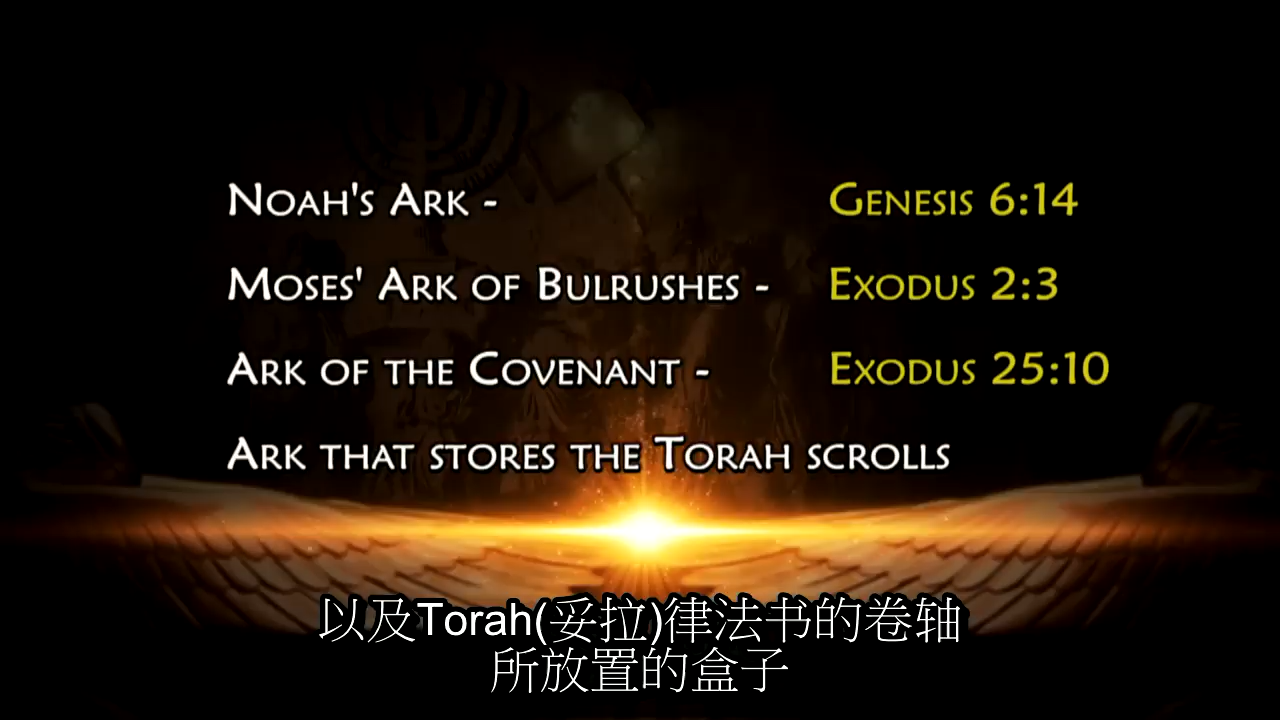 Noah's Ark - Genesis 6:14
Moses' Ark of Bulrushes - Exodus 2:3
Ark of the Covenant - Exodus 25:10
Ark that stores the Torah scrolls
以及Torah(妥拉)律法书的卷轴
所放置的盒子